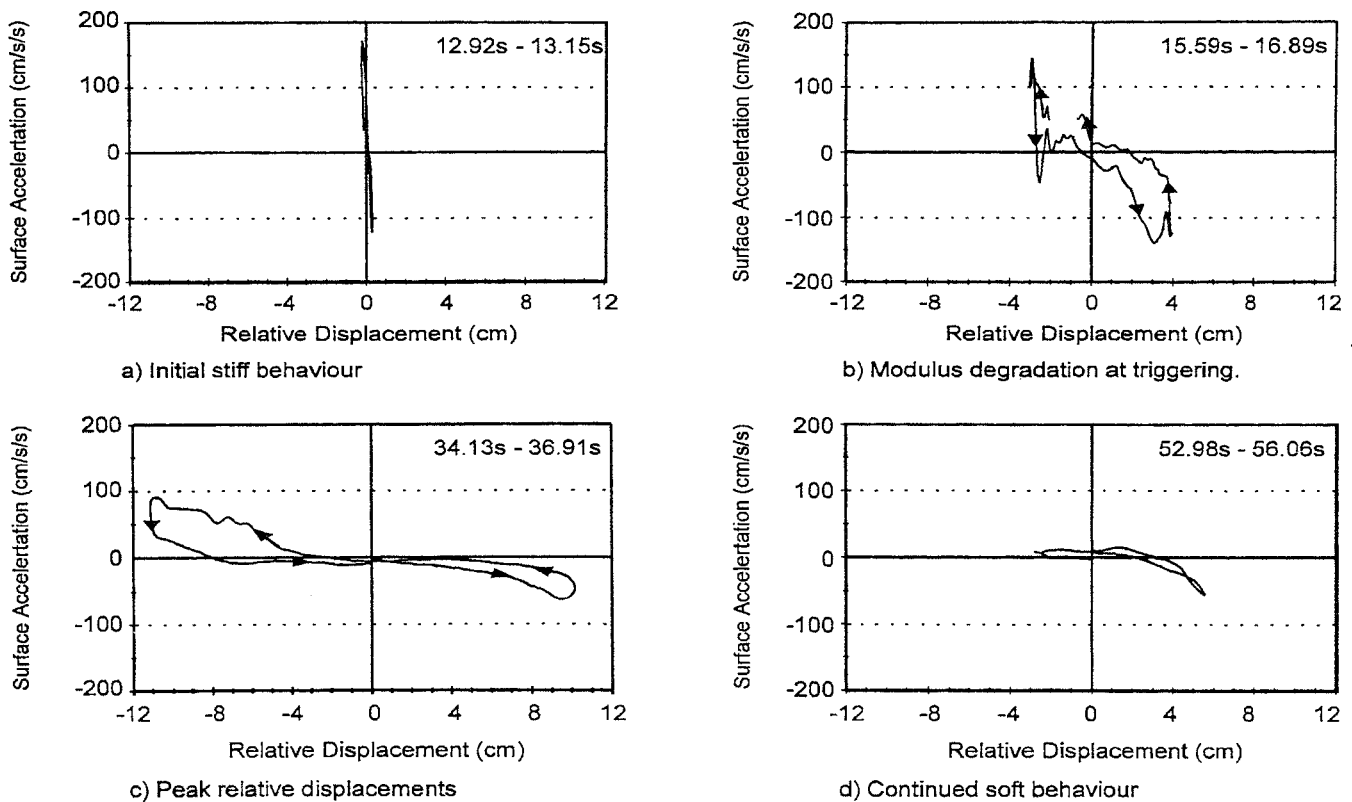 Surface Accelertation (cm/s/s)
200
100
0
-100
-200
12.92s - 13.15s
-12 -8 -4 0 4 8 12
Relative Displacement (cm)
a) Initial stiff behaviour
Surface Accelertation (cm/s/s)
200
100
0
-100
-200
15.59s - 16.89s
-12 -8 -4 0 4 8 12
Relative Displacement (cm)
b) Modulus degradation at triggering.
Surface Accelertation (cm/s/s)
200
100
0
-100
-200
34.13s - 36.91s
-12 -8 -4 0 4 8 12
Relative Displacement (cm)
c) Peak relative displacements
Surface Accelertation (cm/s/s)
200
100
0
-100
-200
52.98s - 56.06s
-12 -8 -4 0 4 8 12
Relative Displacement (cm)
d) Continued soft behaviour